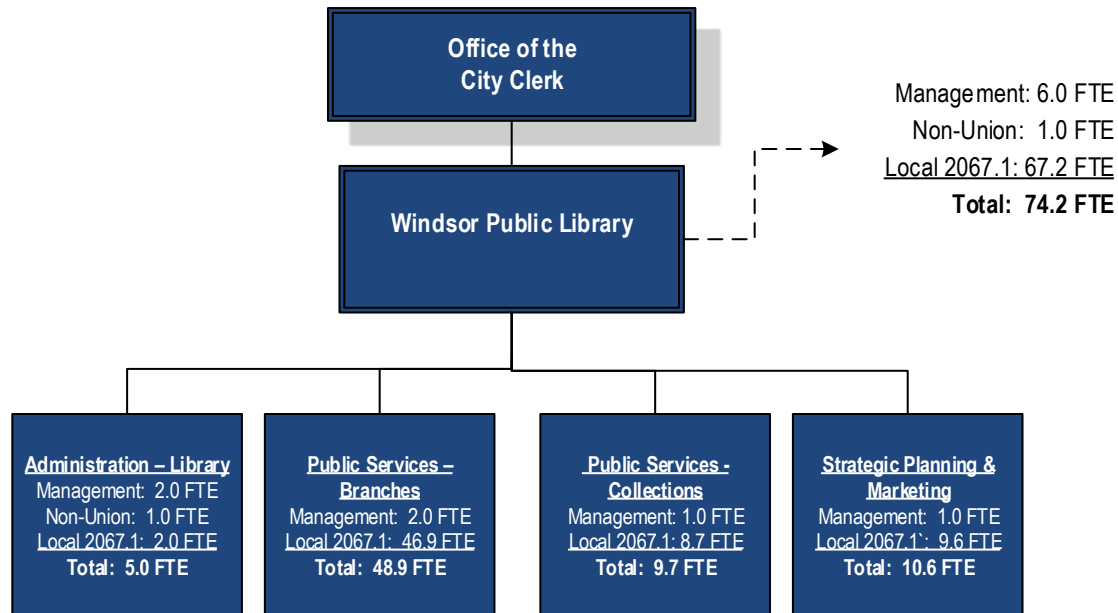 Office of the
City Clerk
Management: 6.0 FTE
Non-Union: 1.0 FTE
Local 2067.1: 67.2 FTE
Total: 74.2 FTE
Windsor Public Library
Administration – Library
Management: 2.0 FTE
Non-Union: 1.0 FTE
Local 2067.1: 2.0 FTE
Total: 5.0 FTE
Public Services –
Branches
Management: 2.0 FTE
Local 2067.1: 46.9 FTE
Total: 48.9 FTE
Public Services -
Collections
Management: 1.0 FTE
Local 2067.1: 8.7 FTE
Total: 9.7 FTE
Strategic Planning &
Marketing
Management: 1.0 FTE
Local 2067.1`: 9.6 FTE
Total: 10.6 FTE